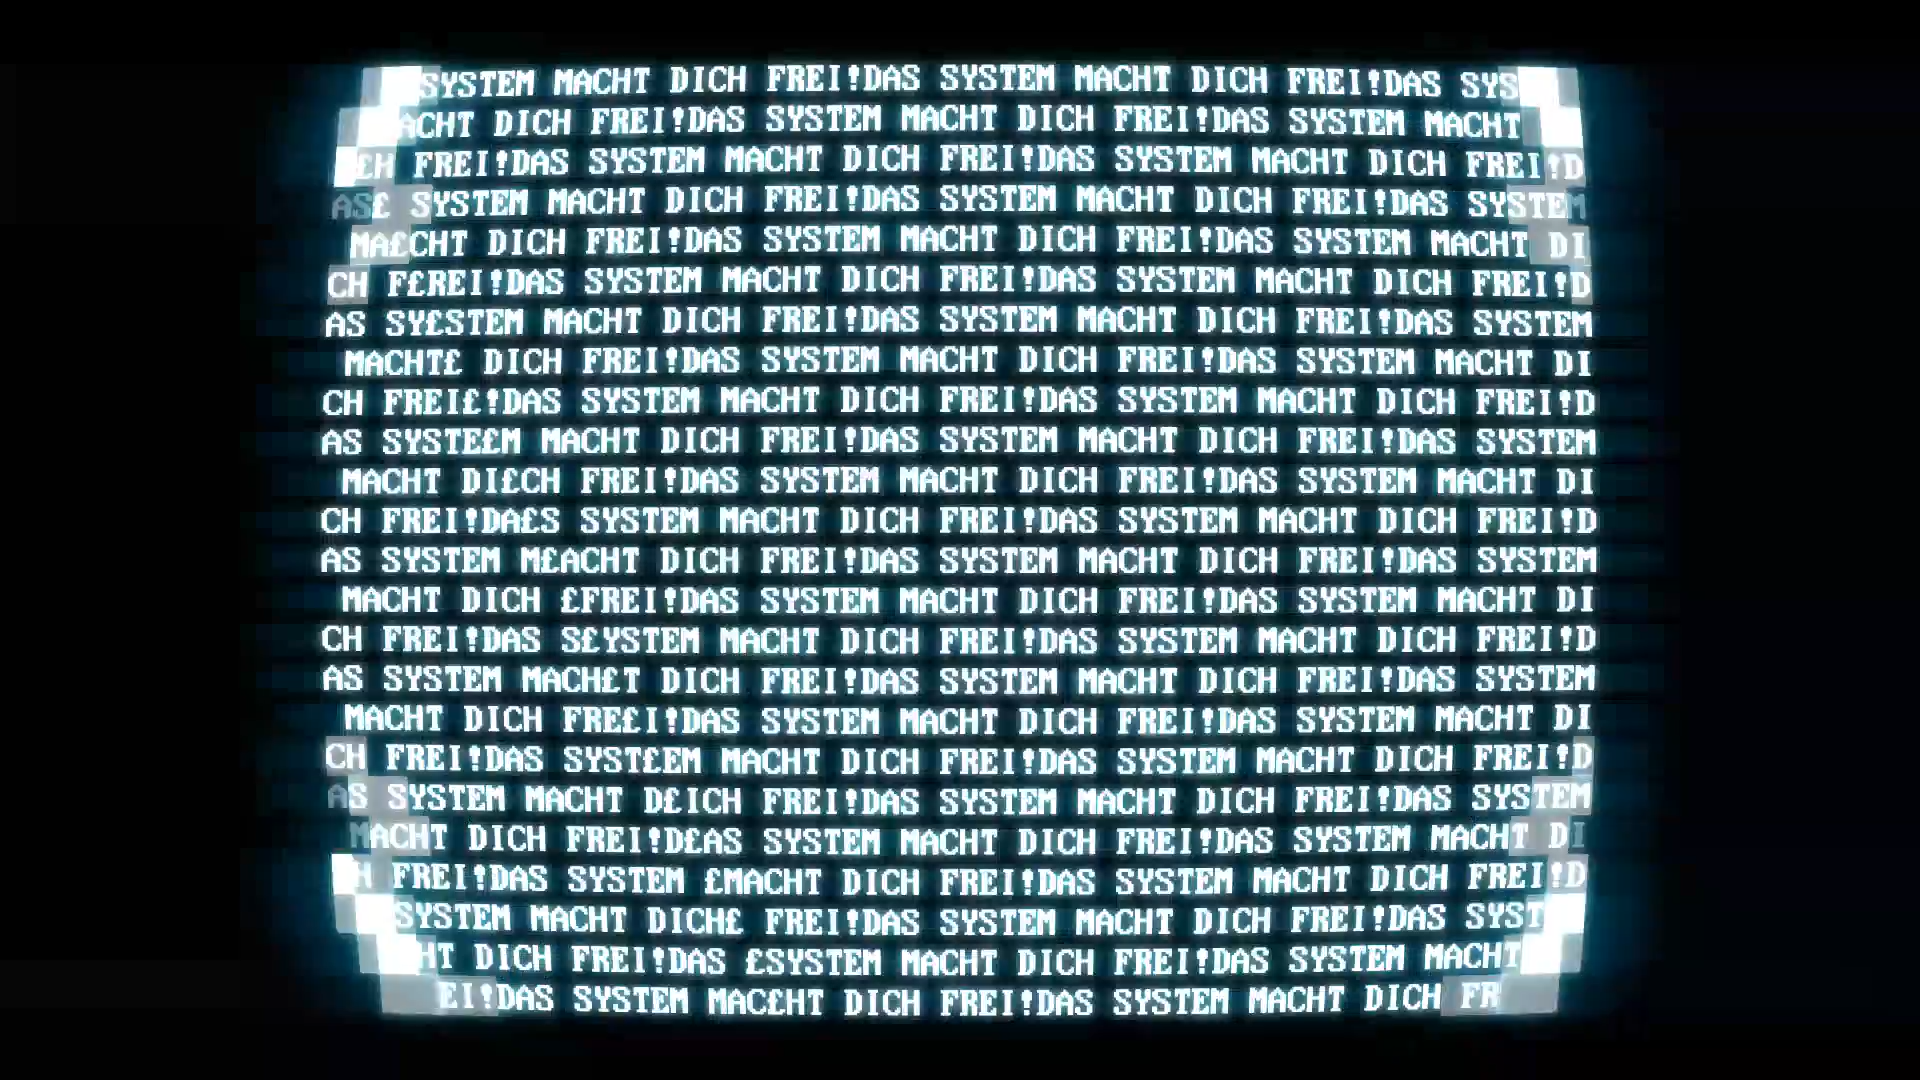 SYSTEM MACHT DICH FREI!DAS SYSTEM MACHT DICH FREI!DAS SYS
ACHT DICH FREI!DAS SYSTEM MACHT DICH FREI!DAS SYSTEM MACHT
£H FREI!DAS SYSTEM MACHT DICH FREI!DAS SYSTEM MACHT DICH FREI!D
AS£ SYSTEM MACHT DICH FREI!DAS SYSTEM MACHT DICH FREI!DAS SYSTEM
MA£CHT DICH FREI!DAS SYSTEM MACHT DICH FREI!DAS SYSTEM MACHT DI
CH F£REI!DAS SYSTEM MACHT DICH FREI!DAS SYSTEM MACHT DICH FREI!D
AS SY£STEM MACHT DICH FREI!DAS SYSTEM MACHT DICH FREI!DAS SYSTEM
MACHT£ DICH FREI!DAS SYSTEM MACHT DICH FREI!DAS SYSTEM MACHT DI
CH FREI£!DAS SYSTEM MACHT DICH FREI!DAS SYSTEM MACHT DICH FREI!D
AS SYSTE£M MACHT DICH FREI!DAS SYSTEM MACHT DICH FREI!DAS SYSTEM
MACHT DI£CH FREI!DAS SYSTEM MACHT DICH FREI!DAS SYSTEM MACHT DI
CH FREI!DA£S SYSTEM MACHT DICH FREI!DAS SYSTEM MACHT DICH FREI!D
AS SYSTEM M£ACHT DICH FREI!DAS SYSTEM MACHT DICH FREI!DAS SYSTEM
MACHT DICH £FREI!DAS SYSTEM MACHT DICH FREI!DAS SYSTEM MACHT DI
CH FREI!DAS S£YSTEM MACHT DICH FREI!DAS SYSTEM MACHT DICH FREI!D
AS SYSTEM MACH£T DICH FREI!DAS SYSTEM MACHT DICH FREI!DAS SYSTEM
MACHT DICH FRE£I!DAS SYSTEM MACHT DICH FREI!DAS SYSTEM MACHT DI
CH FREI!DAS SYST£EM MACHT DICH FREI!DAS SYSTEM MACHT DICH FREI!D
AS SYSTEM MACHT D£ICH FREI!DAS SYSTEM MACHT DICH FREI!DAS SYSTEM
MACHT DICH FREI!D£AS SYSTEM MACHT DICH FREI!DAS SYSTEM MACHT DI
H FREI!DAS SYSTEM £MACHT DICH FREI!DAS SYSTEM MACHT DICH FREI!D
SYSTEM MACHT DICH£ FREI!DAS SYSTEM MACHT DICH FREI!DAS SYST
HT DICH FREI!DAS £SYSTEM MACHT DICH FREI!DAS SYSTEM MACHT
EI!DAS SYSTEM MAC£HT DICH FREI!DAS SYSTEM MACHT DICH FR